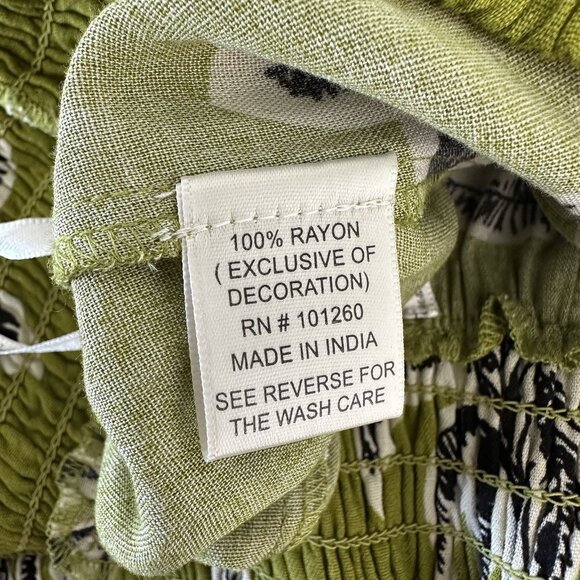 100% RAYON
( EXCLUSIVE OF
DECORATION)
RN # 101260
MADE IN INDIA
SEE REVERSE FOR
THE WASH CARE